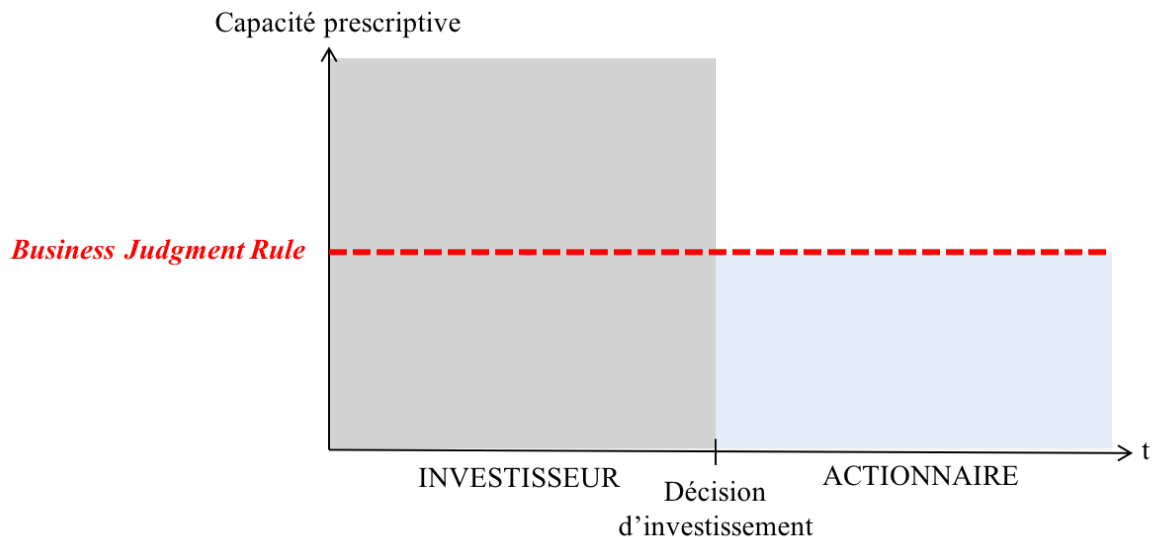 Capacité prescriptive
Business Judgment Rule
t
INVESTISSEUR
ACTIONNAIRE
Décision
d’investissement